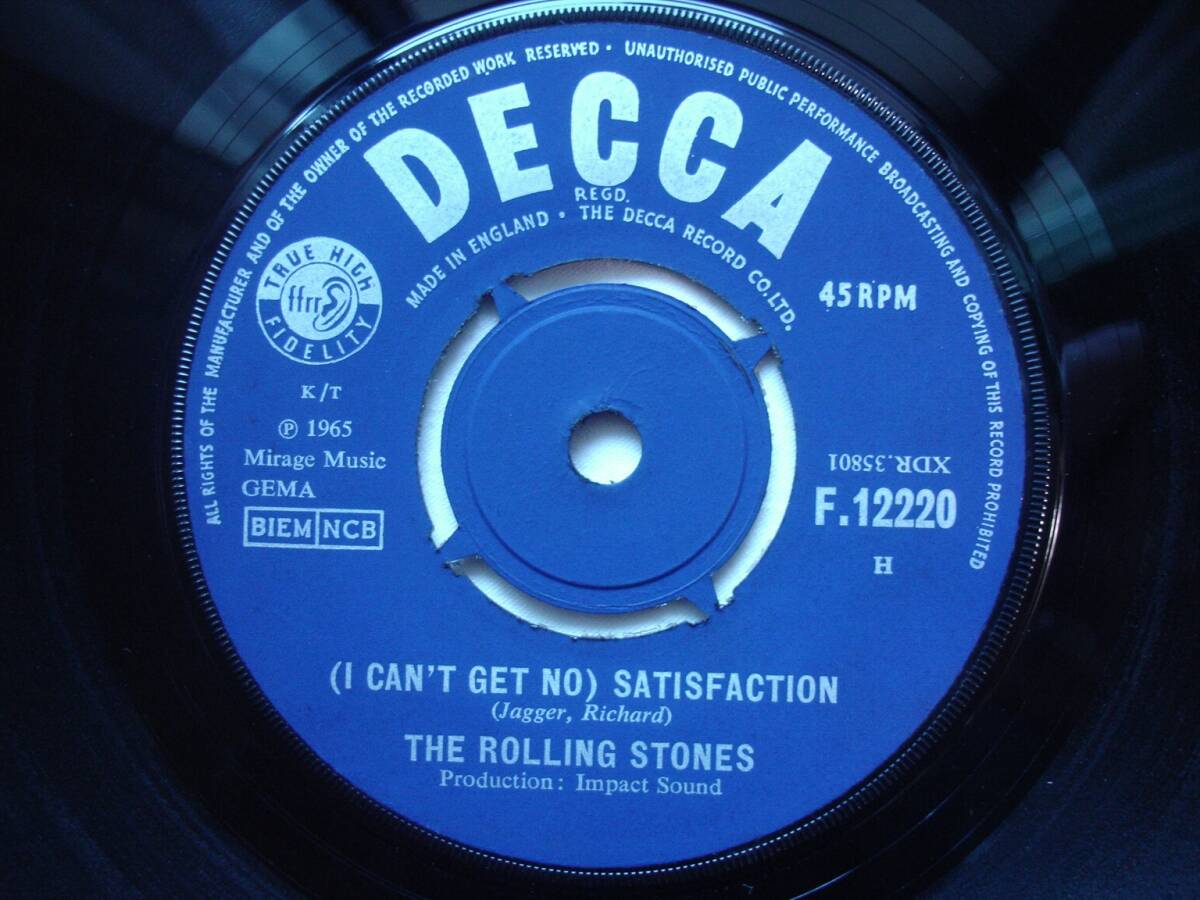 ALL RIGHTS OF THE MANUFACTURER AND OF THE OWNER OF THE RECORDED WORK RESERVED • UNAUTHORISED PUBLIC PERFORMANCE BROADCASTING AND COPYING OF THIS RECORD PROHIBITED
DECCA
REGD.
MADE IN ENGLAND • THE DECCA RECORD CO. LTD.
TRUE HIGH
ffrr
FIDELITY
45 RPM
K/T
℗ 1965
Mirage Music
GEMA
BIEM NCB
XDR.35801
F.12220
H
(I CAN'T GET NO) SATISFACTION
(Jagger, Richard)
THE ROLLING STONES
Production: Impact Sound